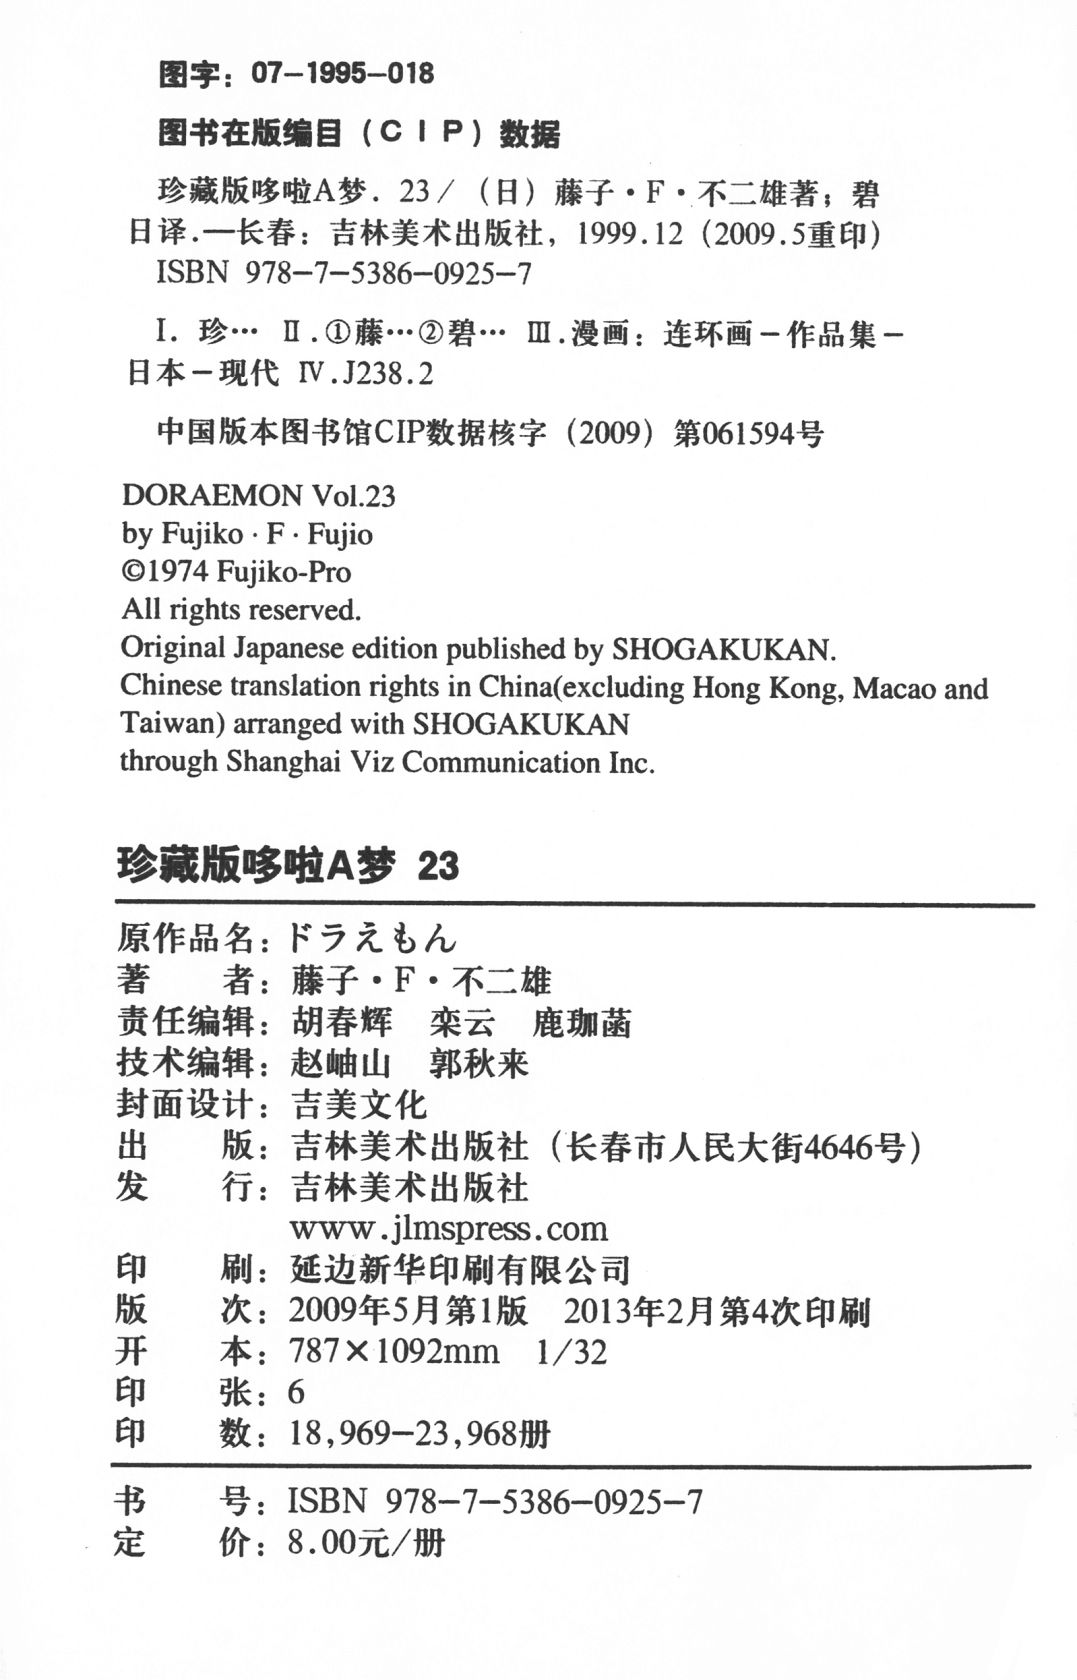 图字：07-1995-018
图书在版编目（CIP）数据
珍藏版哆啦A梦．23／（日）藤子·F·不二雄著；碧
日译.—长春：吉林美术出版社，1999.12（2009.5重印）
ISBN 978-7-5386-0925-7
Ⅰ．珍… Ⅱ.①藤…②碧… Ⅲ.漫画：连环画－作品集－
日本－现代 Ⅳ.J238.2
中国版本图书馆CIP数据核字（2009）第061594号
DORAEMON Vol.23
by Fujiko · F · Fujio
©1974 Fujiko-Pro
All rights reserved.
Original Japanese edition published by SHOGAKUKAN.
Chinese translation rights in China(excluding Hong Kong, Macao and
Taiwan) arranged with SHOGAKUKAN
through Shanghai Viz Communication Inc.
珍藏版哆啦A梦 23
原作品名：ドラえもん
著　　者：藤子·F·不二雄
责任编辑：胡春辉　栾云　鹿珈菡
技术编辑：赵岫山　郭秋来
封面设计：吉美文化
出　　版：吉林美术出版社（长春市人民大街4646号）
发　　行：吉林美术出版社
www.jlmspress.com
印　　刷：延边新华印刷有限公司
版　　次：2009年5月第1版　2013年2月第4次印刷
开　　本：787×1092mm　1/32
印　　张：6
印　　数：18,969-23,968册
书　　号：ISBN 978-7-5386-0925-7
定　　价：8.00元/册